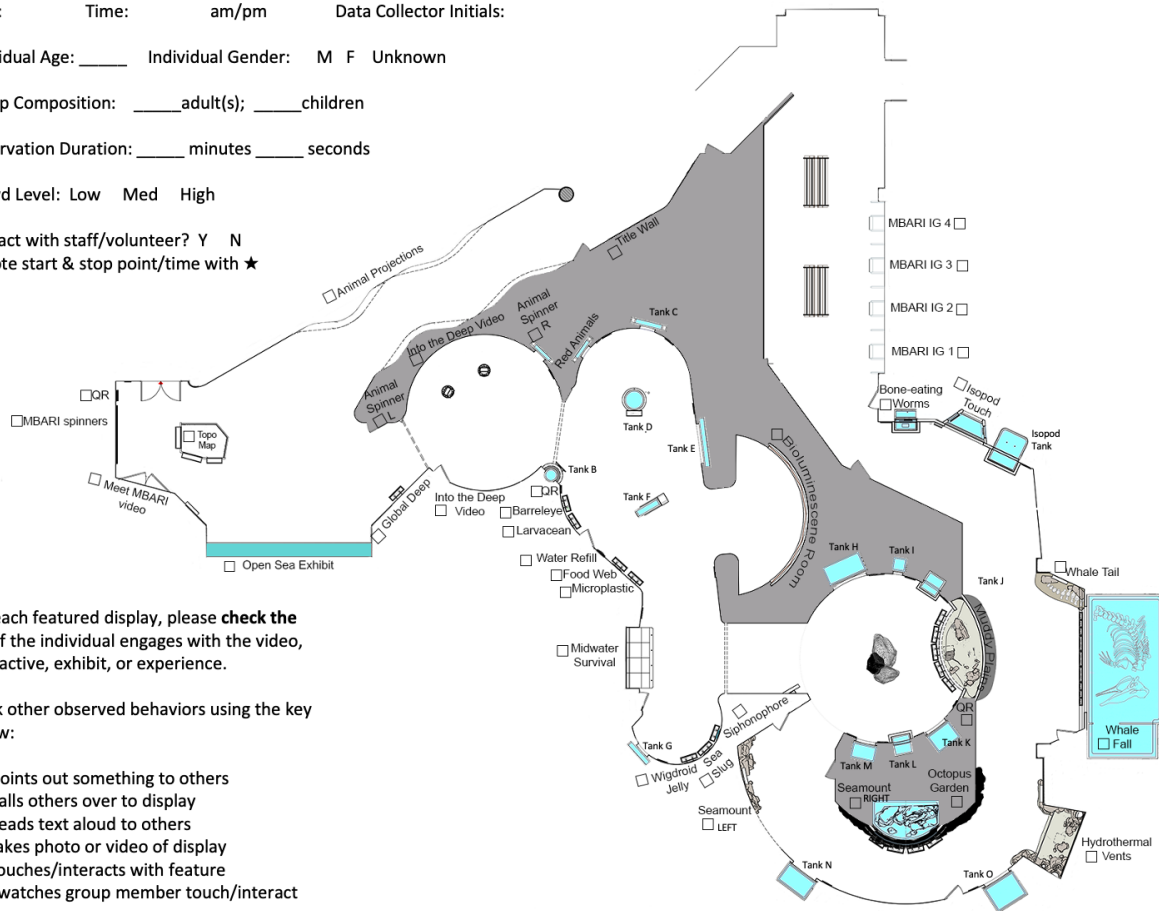 : Time: am/pm Data Collector Initials:
idual Age: _____ Individual Gender: M F Unknown
p Composition: _____adult(s); _____children
rvation Duration: _____ minutes _____ seconds
d Level: Low Med High
act with staff/volunteer? Y N
te start & stop point/time with ★
Title Wall
Animal Projections
MBARI IG 4
MBARI IG 3
MBARI IG 2
MBARI IG 1
Animal
Spinner
R
Into the Deep Video
Red Animals
Tank C
Animal
Spinner
L
QR
MBARI spinners
Topo
Map
Meet MBARI
video
Open Sea Exhibit
Global Deep
Into the Deep
Video
Tank B
QR
Barreleye
Larvacean
Water Refill
Food Web
Microplastic
Midwater
Survival
Tank D
Tank E
Tank F
Bioluminescene Room
Bone-eating
Worms
Isopod
Touch
Isopod
Tank
Tank H
Tank I
Tank J
Muddy Plains
Whale Tail
Whale
Fall
QR
Tank K
Tank L
Tank M
Siphonophore
Tank G
Wigdroid
Jelly
Sea
Slug
Seamount
LEFT
Seamount
RIGHT
Octopus
Garden
Hydrothermal
Vents
Tank N
Tank O
each featured display, please check the
f the individual engages with the video,
active, exhibit, or experience.
k other observed behaviors using the key
w:
oints out something to others
alls others over to display
eads text aloud to others
akes photo or video of display
ouches/interacts with feature
watches group member touch/interact